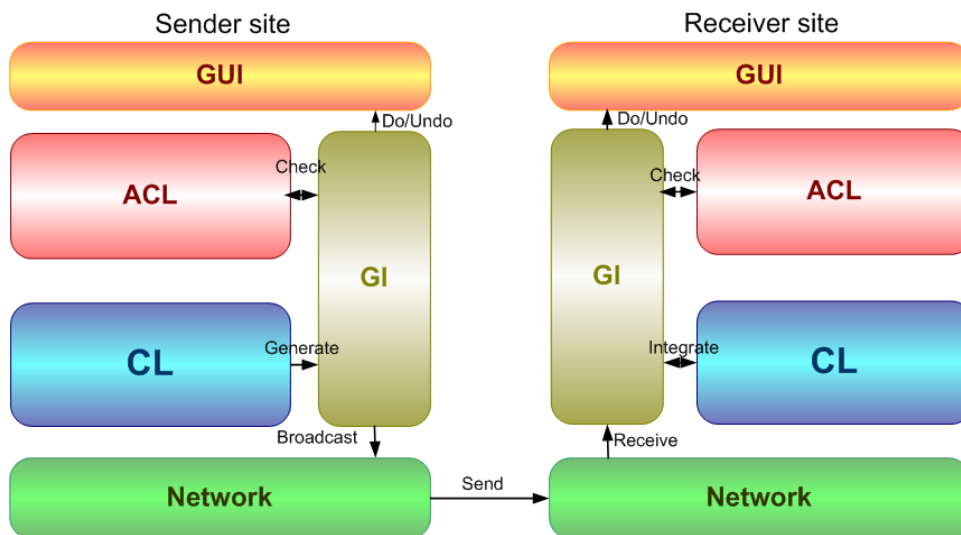 Sender site
GUI
Do/Undo
ACL
Check
GI
CL
Generate
Broadcast
Network
Send
Receiver site
GUI
Do/Undo
Check
ACL
GI
Integrate
CL
Receive
Network